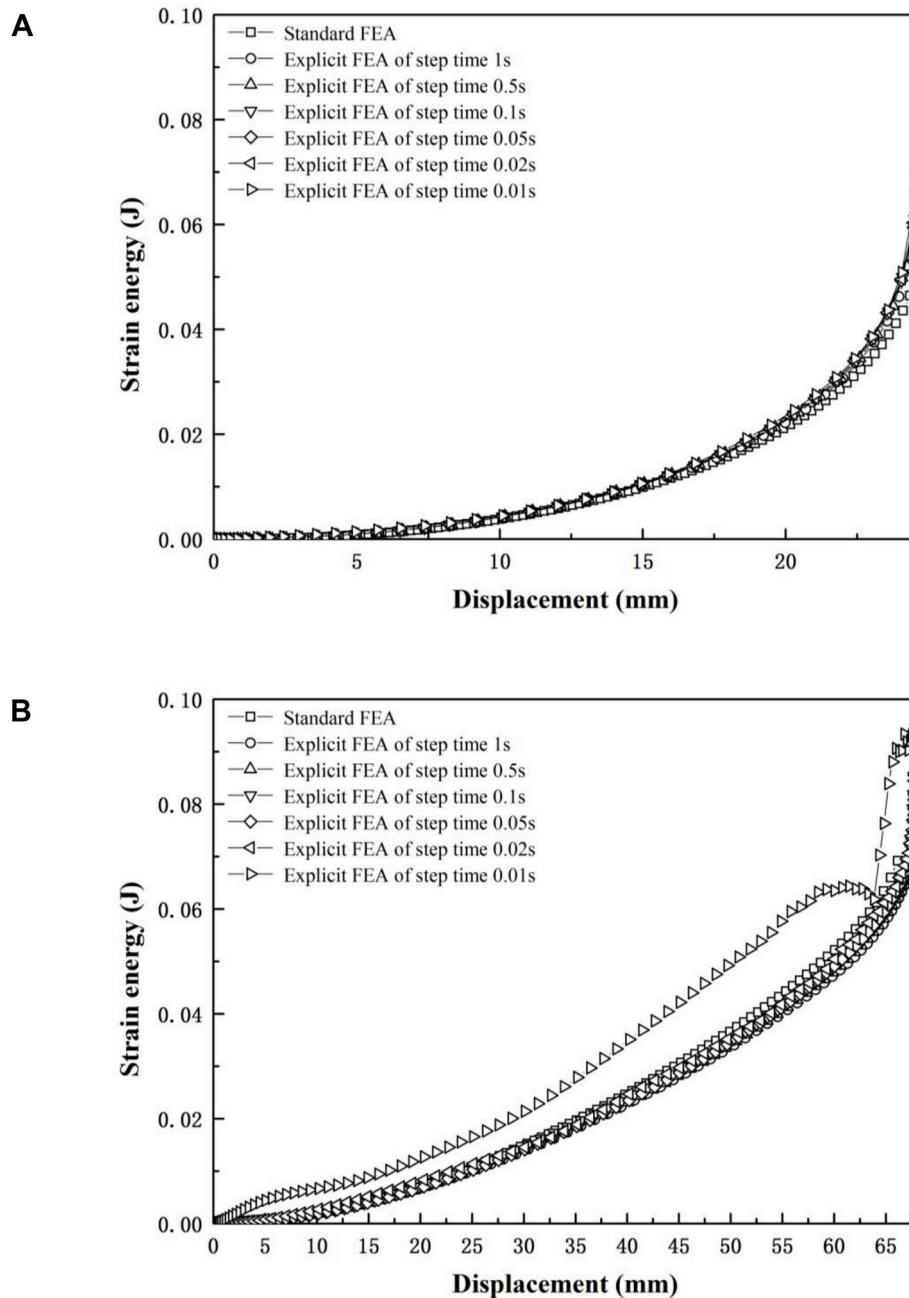 A
0. 10
Standard FEA
Explicit FEA of step time 1s
Explicit FEA of step time 0.5s
Explicit FEA of step time 0.1s
Explicit FEA of step time 0.05s
Explicit FEA of step time 0.02s
Explicit FEA of step time 0.01s
0. 08
0. 06
0. 04
0. 02
0. 00
Strain energy (J)
0 5 10 15 20
Displacement (mm)
B
0. 10
Standard FEA
Explicit FEA of step time 1s
Explicit FEA of step time 0.5s
Explicit FEA of step time 0.1s
Explicit FEA of step time 0.05s
Explicit FEA of step time 0.02s
Explicit FEA of step time 0.01s
0. 08
0. 06
0. 04
0. 02
0. 00
Strain energy (J)
0 5 10 15 20 25 30 35 40 45 50 55 60 65
Displacement (mm)